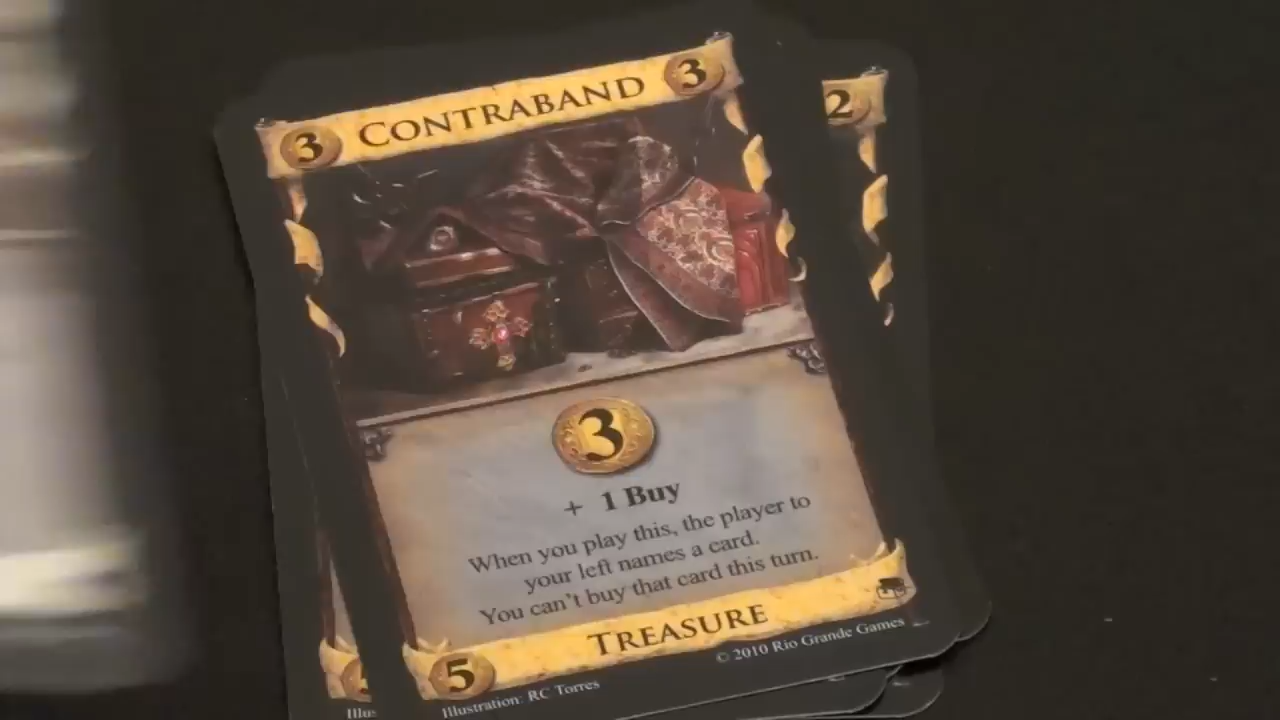 3 CONTRABAND 3
2
3
+ 1 Buy
When you play this, the player to
your left names a card.
You can't buy that card this turn.
TREASURE
5
© 2010 Rio Grande Games
Illustration: RC Torres
Illus